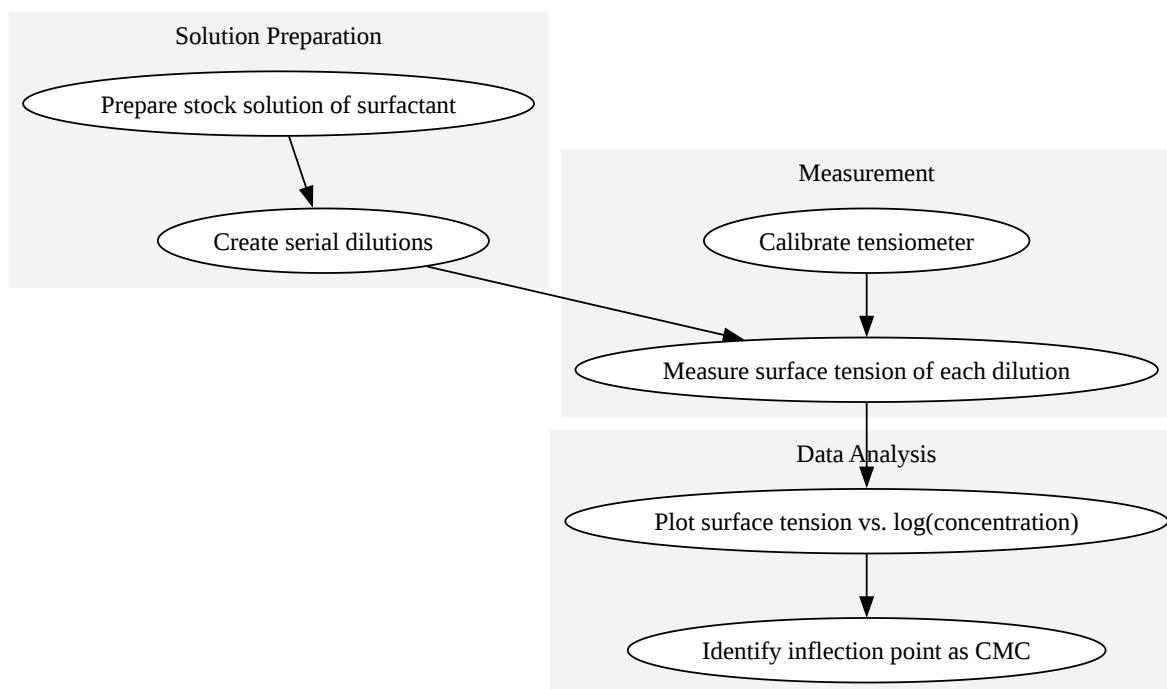 Solution Preparation
Prepare stock solution of surfactant
Create serial dilutions
Measurement
Calibrate tensiometer
Measure surface tension of each dilution
Data Analysis
Plot surface tension vs. log(concentration)
Identify inflection point as CMC